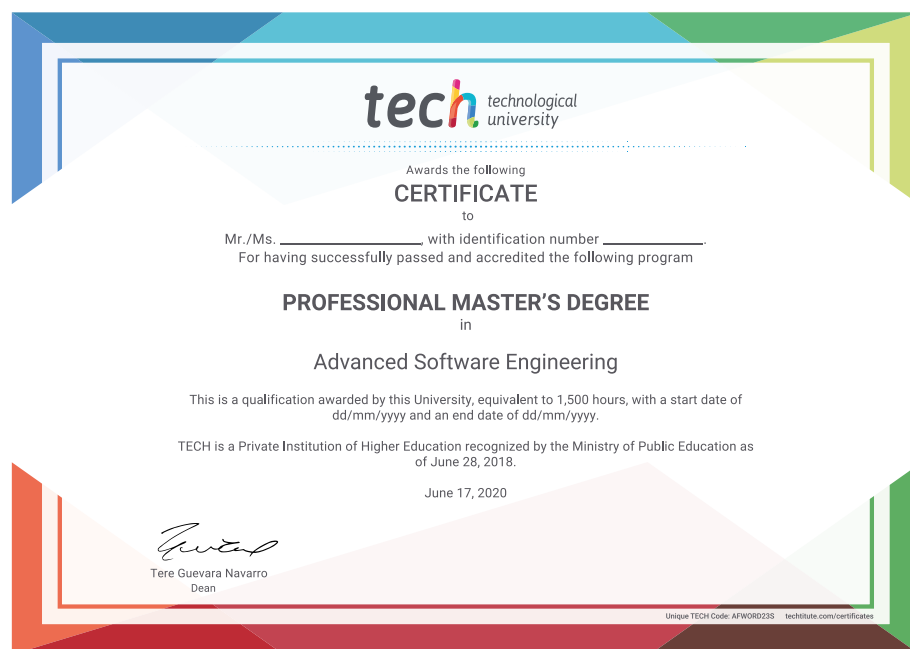 tech technological
university
Awards the following
CERTIFICATE
to
Mr./Ms. ____________________, with identification number ______________.
For having successfully passed and accredited the following program
PROFESSIONAL MASTER'S DEGREE
in
Advanced Software Engineering
This is a qualification awarded by this University, equivalent to 1,500 hours, with a start date of
dd/mm/yyyy and an end date of dd/mm/yyyy.
TECH is a Private Institution of Higher Education recognized by the Ministry of Public Education as
of June 28, 2018.
June 17, 2020
Tere Guevara Navarro
Dean
Unique TECH Code: AFWORD23S techtitute.com/certificates